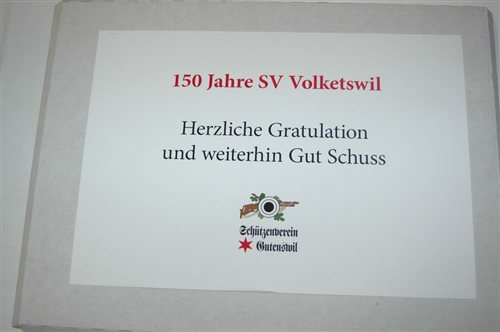 150 Jahre SV Volketswil
Herzliche Gratulation
und weiterhin Gut Schuss
Schützenverein
Gutenswil